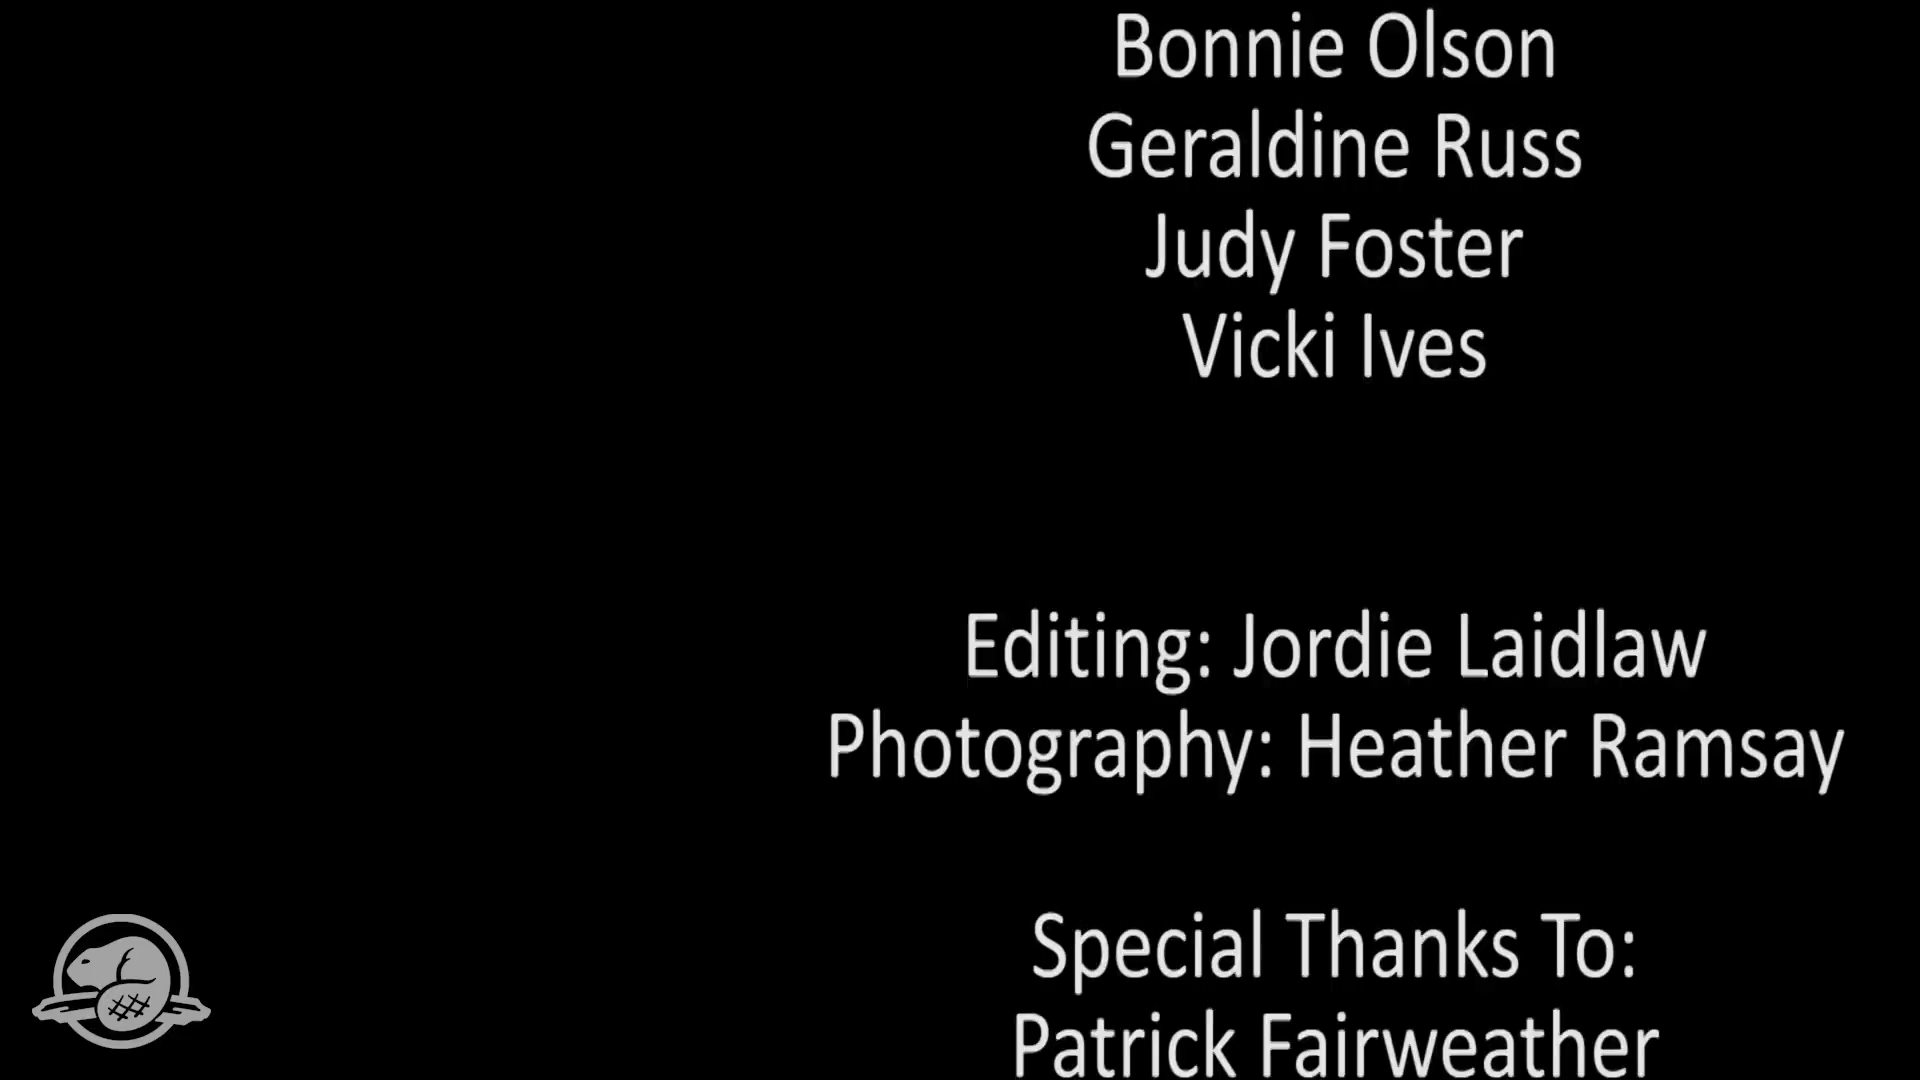 Bonnie Olson
Geraldine Russ
Judy Foster
Vicki Ives
Editing: Jordie Laidlaw
Photography: Heather Ramsay
Special Thanks To:
Patrick Fairweather